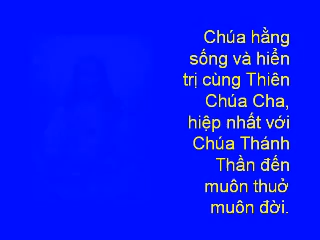 Chúa hằng
sống và hiển
trị cùng Thiên
Chúa Cha,
hiệp nhất với
Chúa Thánh
Thần đến
muôn thuở
muôn đời.